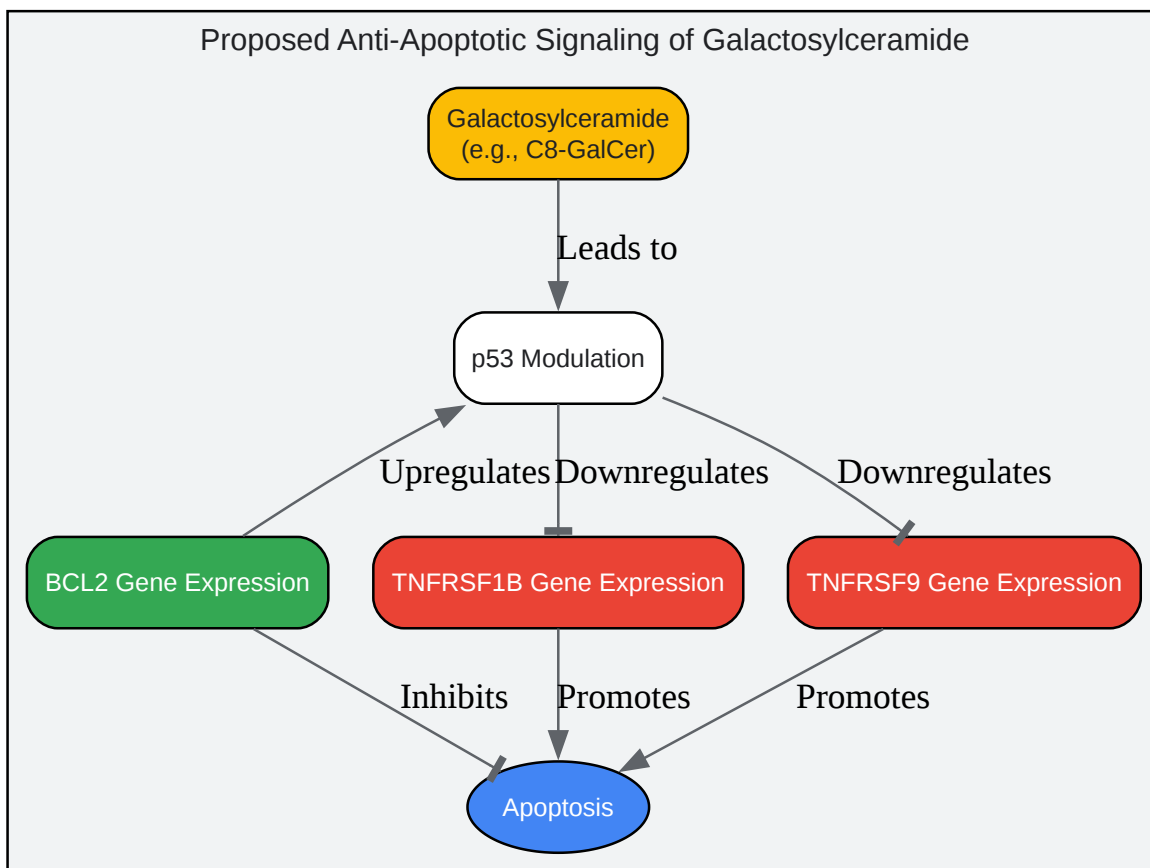 Proposed Anti-Apoptotic Signaling of Galactosylceramide
Galactosylceramide
(e.g., C8-GalCer)
Leads to
p53 Modulation
Upregulates
Downregulates
Downregulates
BCL2 Gene Expression
TNFRSF1B Gene Expression
TNFRSF9 Gene Expression
Inhibits
Promotes
Promotes
Apoptosis